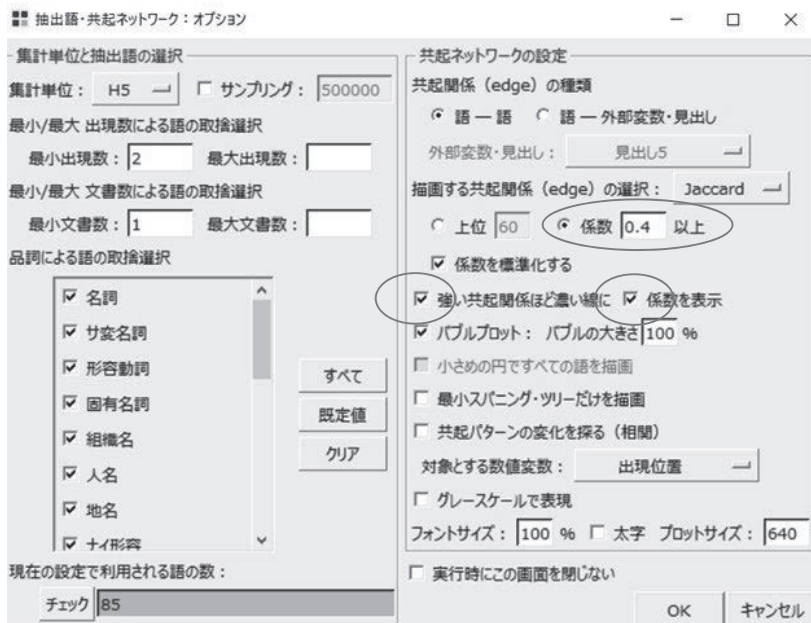 抽出語・共起ネットワーク：オプション
集計単位と抽出語の選択
集計単位： H5 サンプリング： 500000
最小/最大 出現数による語の取捨選択
最小出現数： 2 最大出現数：
最小/最大 文書数による語の取捨選択
最小文書数： 1 最大文書数：
品詞による語の取捨選択
名詞
サ変名詞
形容動詞
固有名詞
組織名
人名
地名
ナイ形容
すべて
既定値
クリア
現在の設定で利用される語の数：
チェック 85
共起ネットワークの設定
共起関係（edge）の種類
語 ― 語 語 ― 外部変数・見出し
外部変数・見出し： 見出し5
描画する共起関係（edge）の選択： Jaccard
上位 60 係数 0.4 以上
係数を標準化する
強い共起関係ほど濃い線に 係数を表示
バブルプロット： バブルの大きさ 100 %
小さめの円ですべての語を描画
最小スパニング・ツリーだけを描画
共起パターンの変化を探る（相関）
対象とする数値変数： 出現位置
グレースケールで表現
フォントサイズ： 100 % 太字 プロットサイズ： 640
実行時にこの画面を閉じない
OK キャンセル